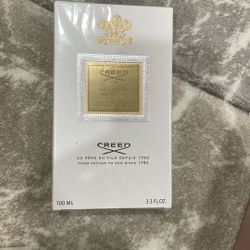 CREED
CREED
DE PÈRE EN FILS DEPUIS 1760
FROM FATHER TO SON SINCE 1760
100 ML
3.3 FL.OZ.